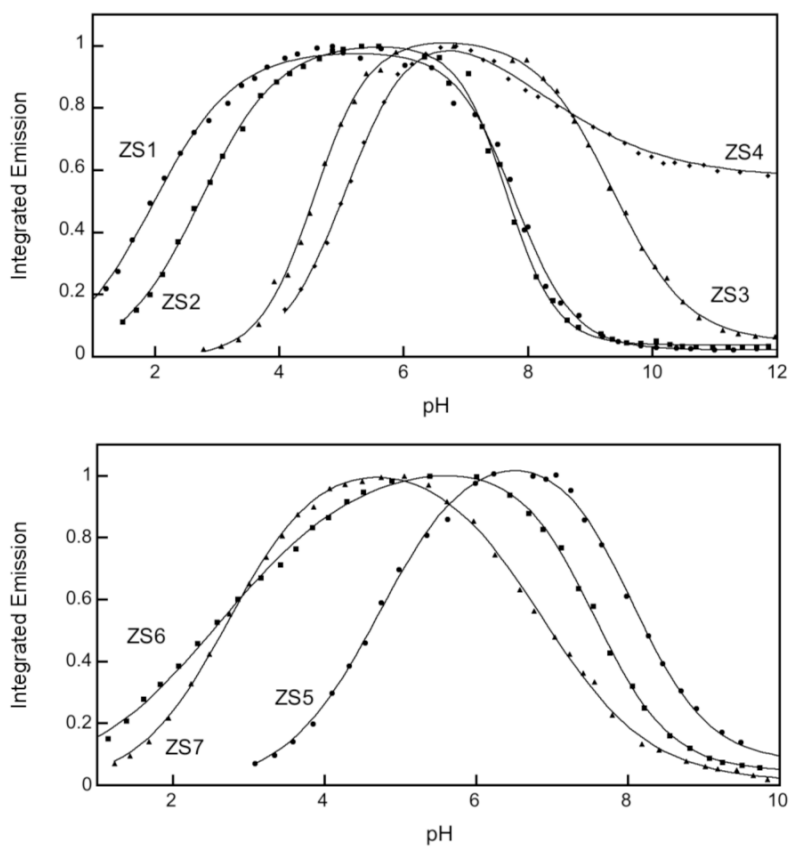 1
0.8
0.6
0.4
0.2
0
Integrated Emission
ZS1
ZS2
ZS4
ZS3
2 4 6 8 10 12
pH
1
0.8
0.6
0.4
0.2
0
Integrated Emission
ZS6
ZS7
ZS5
2 4 6 8 10
pH